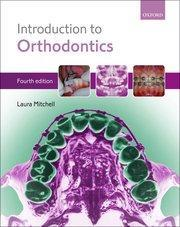 OXFORD
Introduction to
Orthodontics
Fourth edition
Laura Mitchell